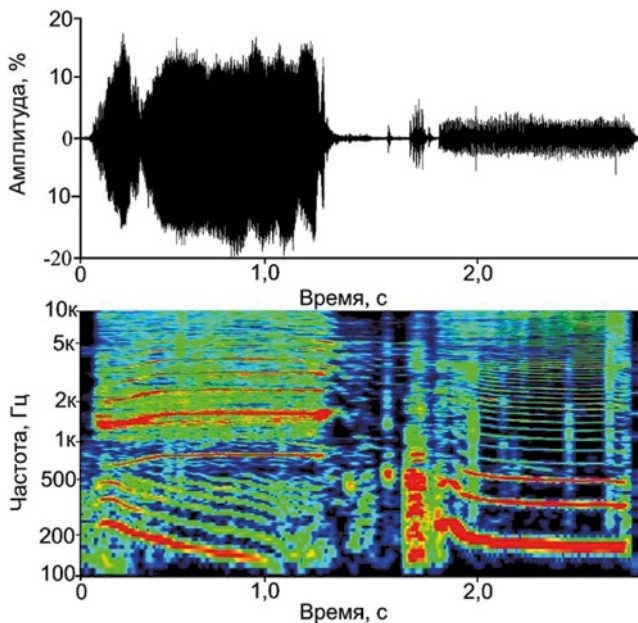 20
10
0
10
-20
Амплитуда, %
0
1,0
2,0
Время, с
10к
5к
2к
1к
500
200
100
Частота, Гц
0
1,0
2,0
Время, с